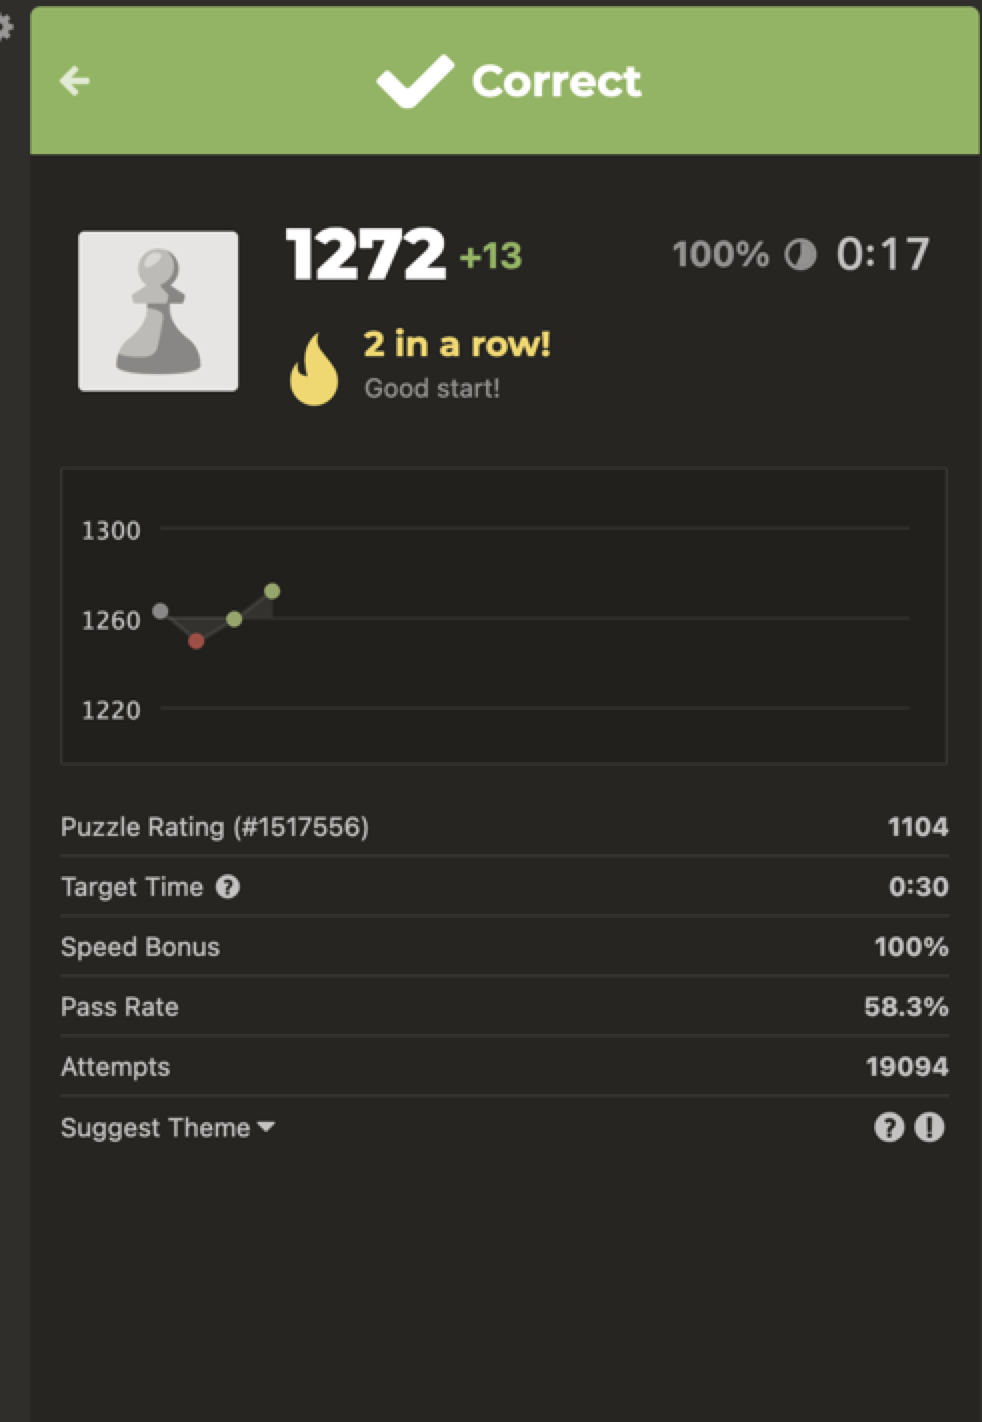 Correct
1272 +13 100% 0:17
2 in a row!
Good start!
1300
1260
1220
Puzzle Rating (#1517556) 1104
Target Time ? 0:30
Speed Bonus 100%
Pass Rate 58.3%
Attempts 19094
Suggest Theme ? !